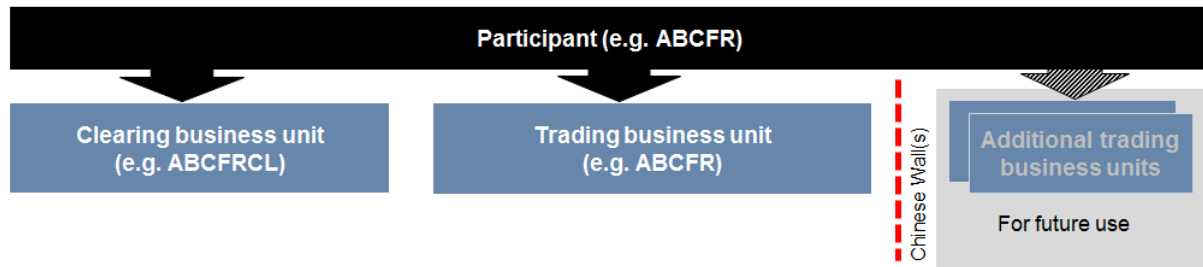 Participant (e.g. ABCFR)
Clearing business unit
(e.g. ABCFRCL)
Trading business unit
(e.g. ABCFR)
Chinese Wall(s)
Additional trading
business units
For future use